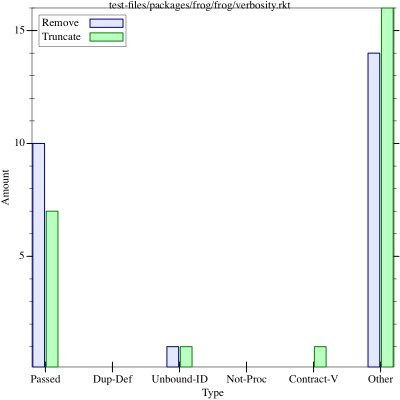 test-files/packages/frog/frog/verbosity.rkt
Remove
Truncate
15
10
5
Amount
Passed Dup-Def Unbound-ID Not-Proc Contract-V Other
Type